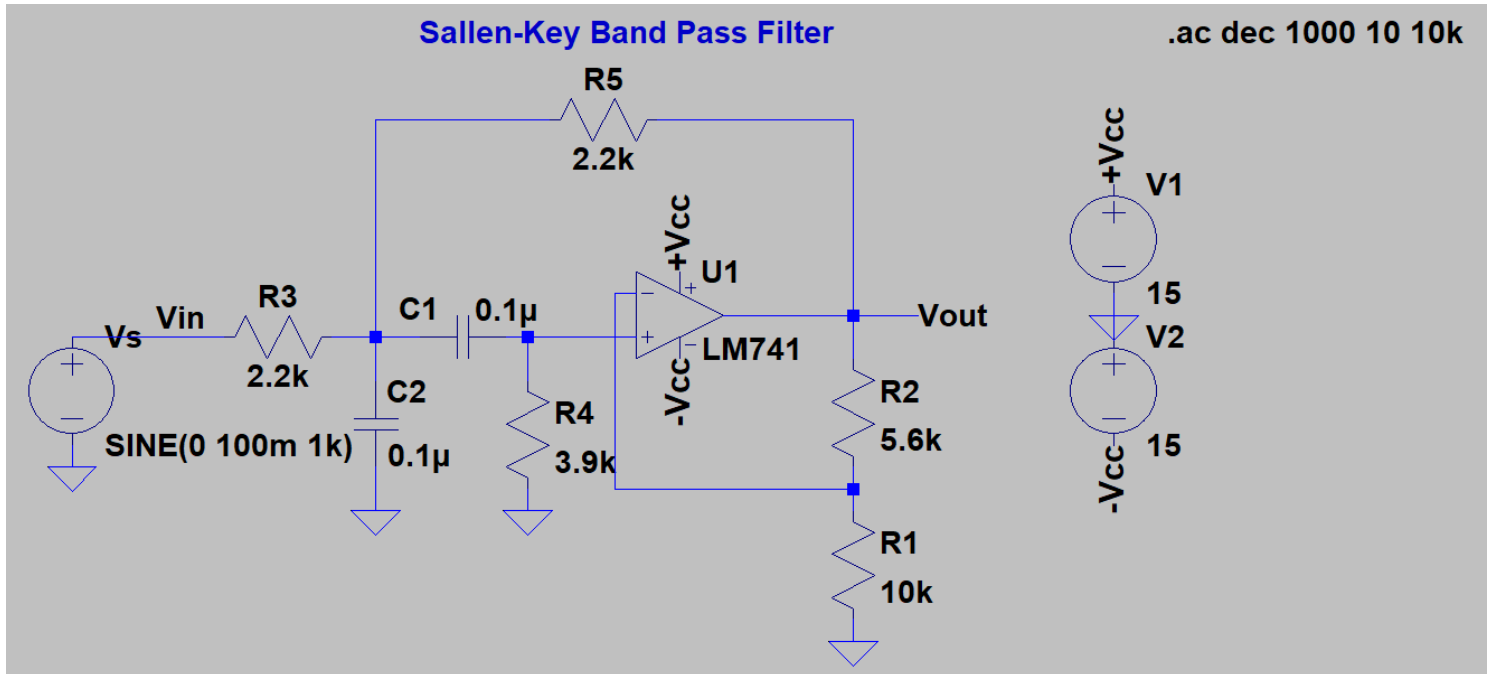 Sallen-Key Band Pass Filter
.ac dec 1000 10 10k
R5
2.2k
+Vcc
V1
15
+Vcc
U1
R3
Vin
Vs
2.2k
C1
0.1µ
Vout
LM741
-Vcc
V2
15
-Vcc
C2
0.1µ
R4
3.9k
R2
5.6k
SINE(0 100m 1k)
R1
10k